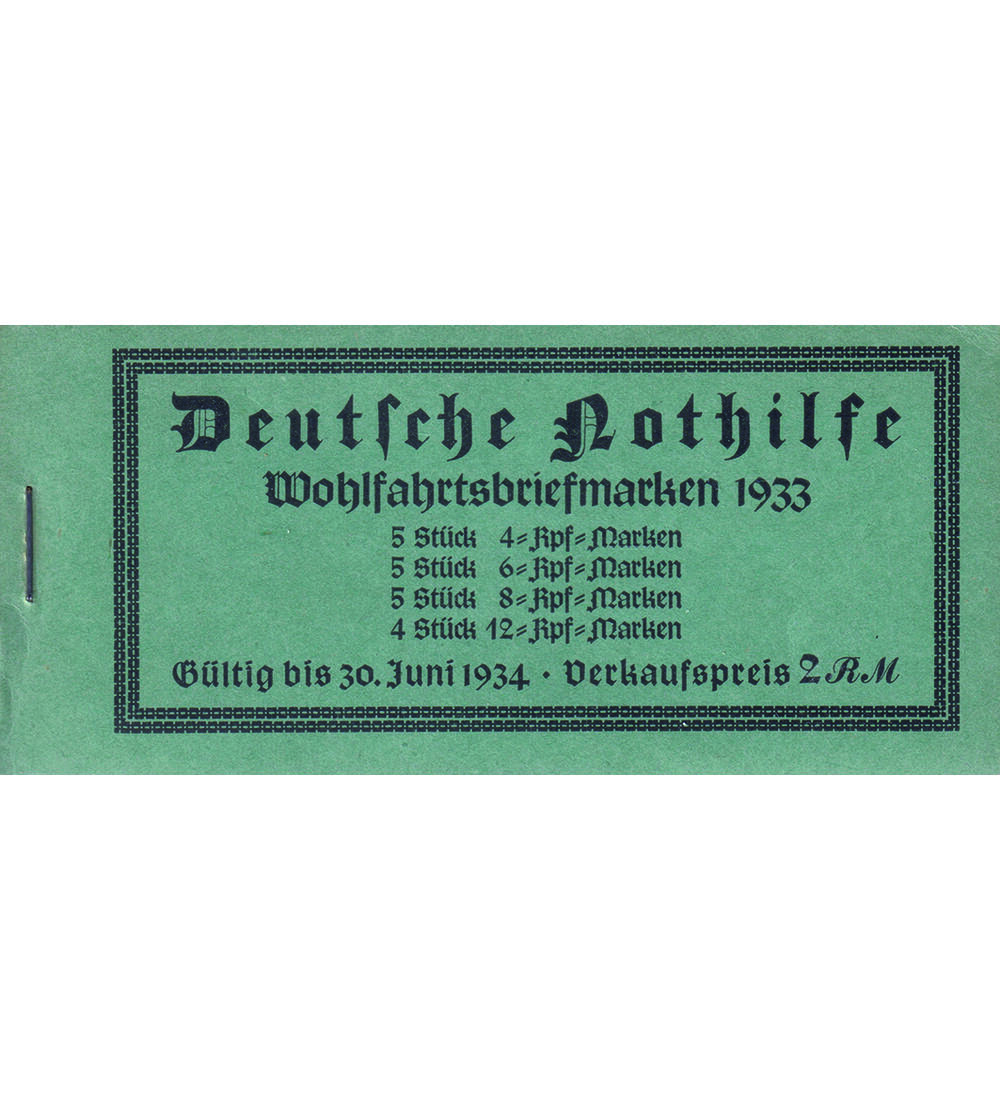 Deutſche Nothilfe
Wohlfahrtsbriefmarken 1933
5 Stück 4=Rpf=Marken
5 Stück 6=Rpf=Marken
5 Stück 8=Rpf=Marken
4 Stück 12=Rpf=Marken
Gültig bis 30. Juni 1934 · Verkaufspreis 2 RM